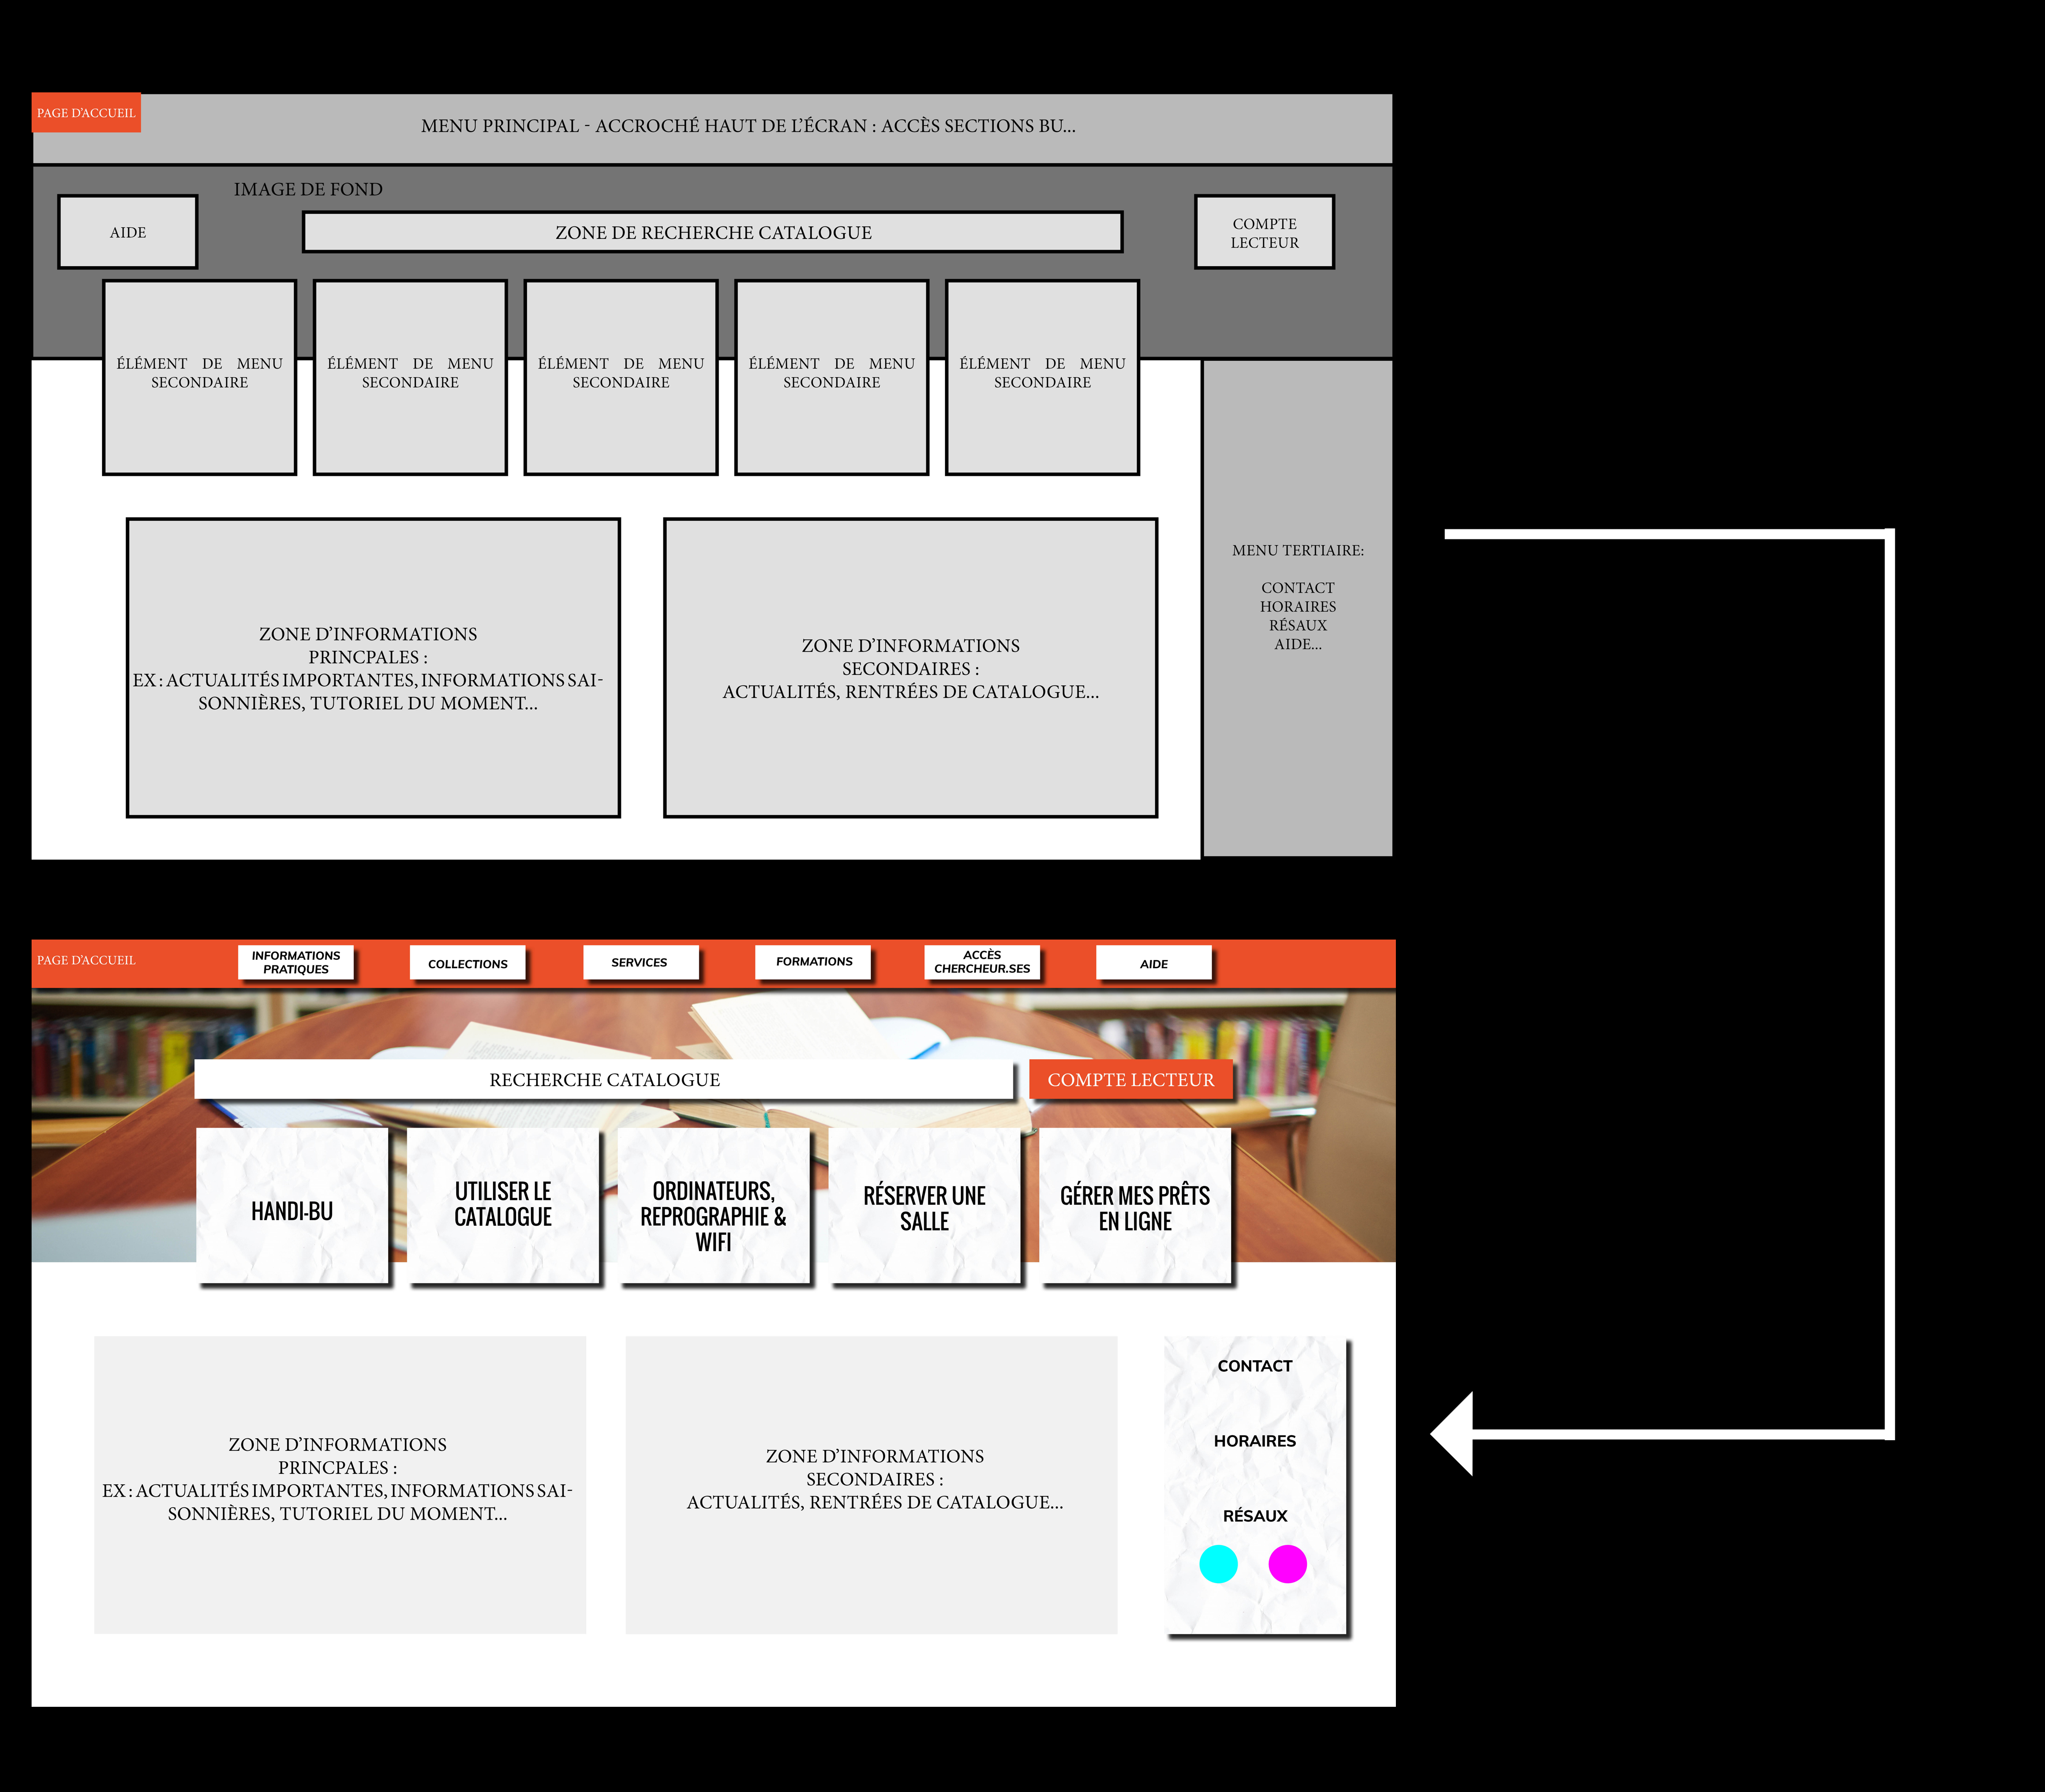 PAGE D'ACCUEIL
MENU PRINCIPAL - ACCROCHÉ HAUT DE L'ÉCRAN : ACCÈS SECTIONS BU...
IMAGE DE FOND
AIDE
ZONE DE RECHERCHE CATALOGUE
COMPTE
LECTEUR
ÉLÉMENT DE MENU
SECONDAIRE
ÉLÉMENT DE MENU
SECONDAIRE
ÉLÉMENT DE MENU
SECONDAIRE
ÉLÉMENT DE MENU
SECONDAIRE
ÉLÉMENT DE MENU
SECONDAIRE
ZONE D'INFORMATIONS
PRINCPALES :
EX : ACTUALITÉS IMPORTANTES, INFORMATIONS SAI-
SONNIÈRES, TUTORIEL DU MOMENT...
ZONE D'INFORMATIONS
SECONDAIRES :
ACTUALITÉS, RENTRÉES DE CATALOGUE...
MENU TERTIAIRE:
CONTACT
HORAIRES
RÉSAUX
AIDE...
PAGE D'ACCUEIL
INFORMATIONS
PRATIQUES
COLLECTIONS
SERVICES
FORMATIONS
ACCÈS
CHERCHEUR.SES
AIDE
RECHERCHE CATALOGUE
COMPTE LECTEUR
HANDI-BU
UTILISER LE
CATALOGUE
ORDINATEURS,
REPROGRAPHIE &
WIFI
RÉSERVER UNE
SALLE
GÉRER MES PRÊTS
EN LIGNE
ZONE D'INFORMATIONS
PRINCPALES :
EX : ACTUALITÉS IMPORTANTES, INFORMATIONS SAI-
SONNIÈRES, TUTORIEL DU MOMENT...
ZONE D'INFORMATIONS
SECONDAIRES :
ACTUALITÉS, RENTRÉES DE CATALOGUE...
CONTACT
HORAIRES
RÉSAUX